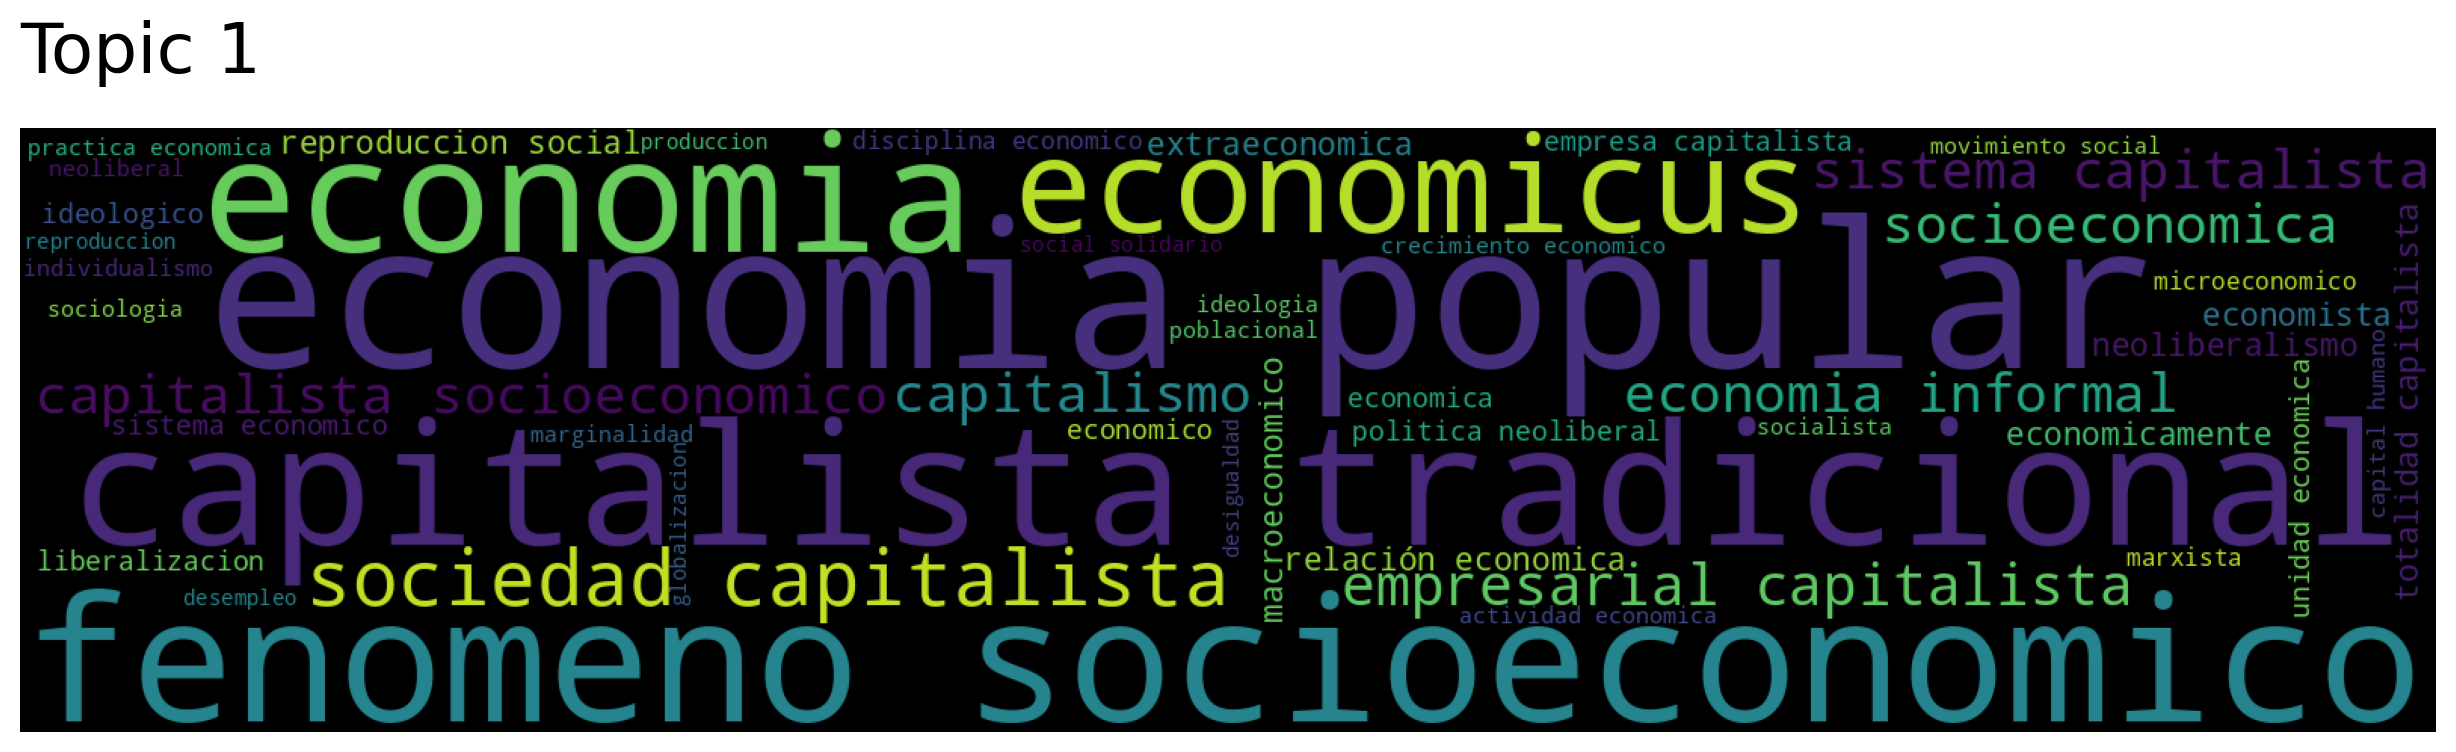 Topic 1
practica economica
reproduccion social
produccion
disciplina economico
extraeconomica
empresa capitalista
movimiento social
neoliberal
economia
economicus
sistema capitalista
ideologico
socioeconomica
reproduccion
social solidario
crecimiento economico
individualismo
economia popular
microeconomico
sociologia
ideologia
economista
poblacional
neoliberalismo
totalidad capitalista
capitalista socioeconomico
capitalismo
macroeconomico
economica
economia informal
capital humano
sistema economico
marginalidad
economico
politica neoliberal
socialista
economicamente
unidad economica
capitalista tradicional
globalizacion
desigualdad
liberalizacion
relación economica
marxista
desempleo
sociedad capitalista
empresarial capitalista
actividad economica
fenomeno socioeconomico